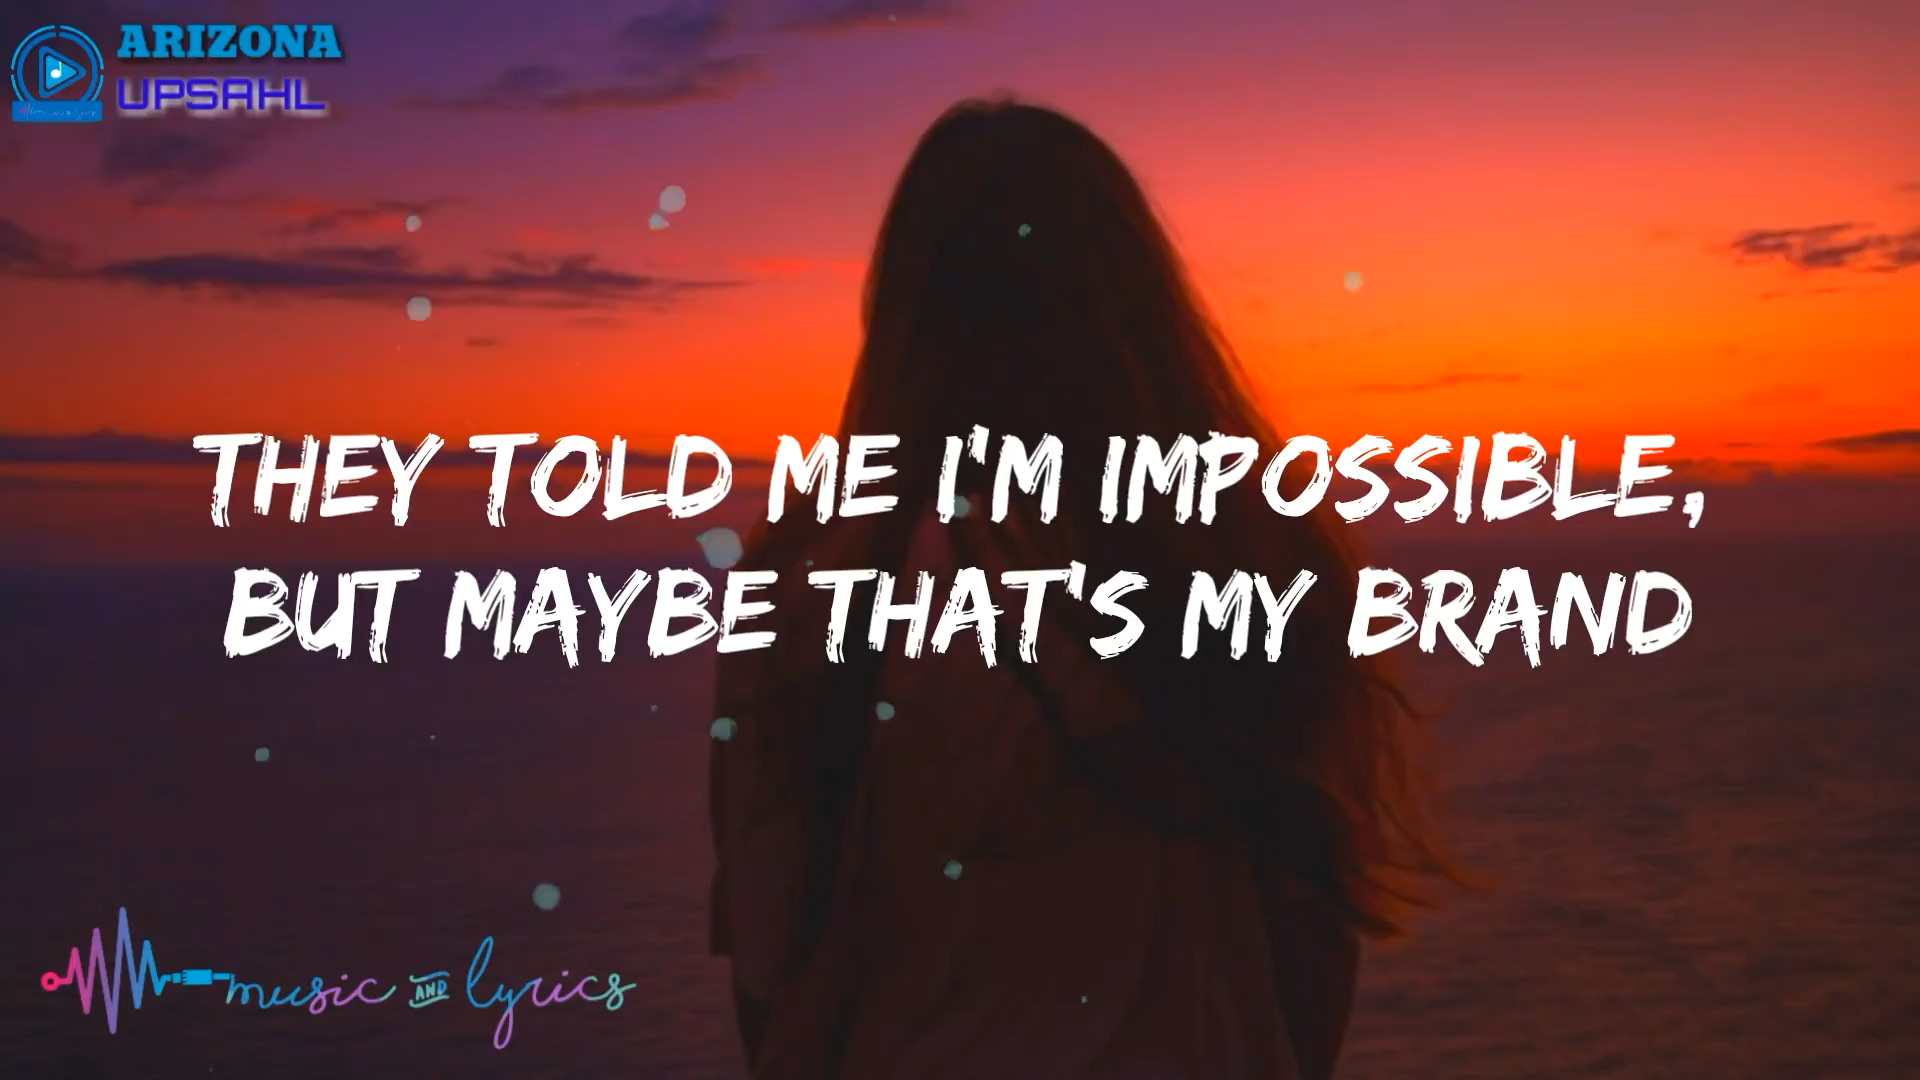 ARIZONA
UPSAHL
THEY TOLD ME I'M IMPOSSIBLE,
BUT MAYBE THAT'S MY BRAND
music AND lyrics